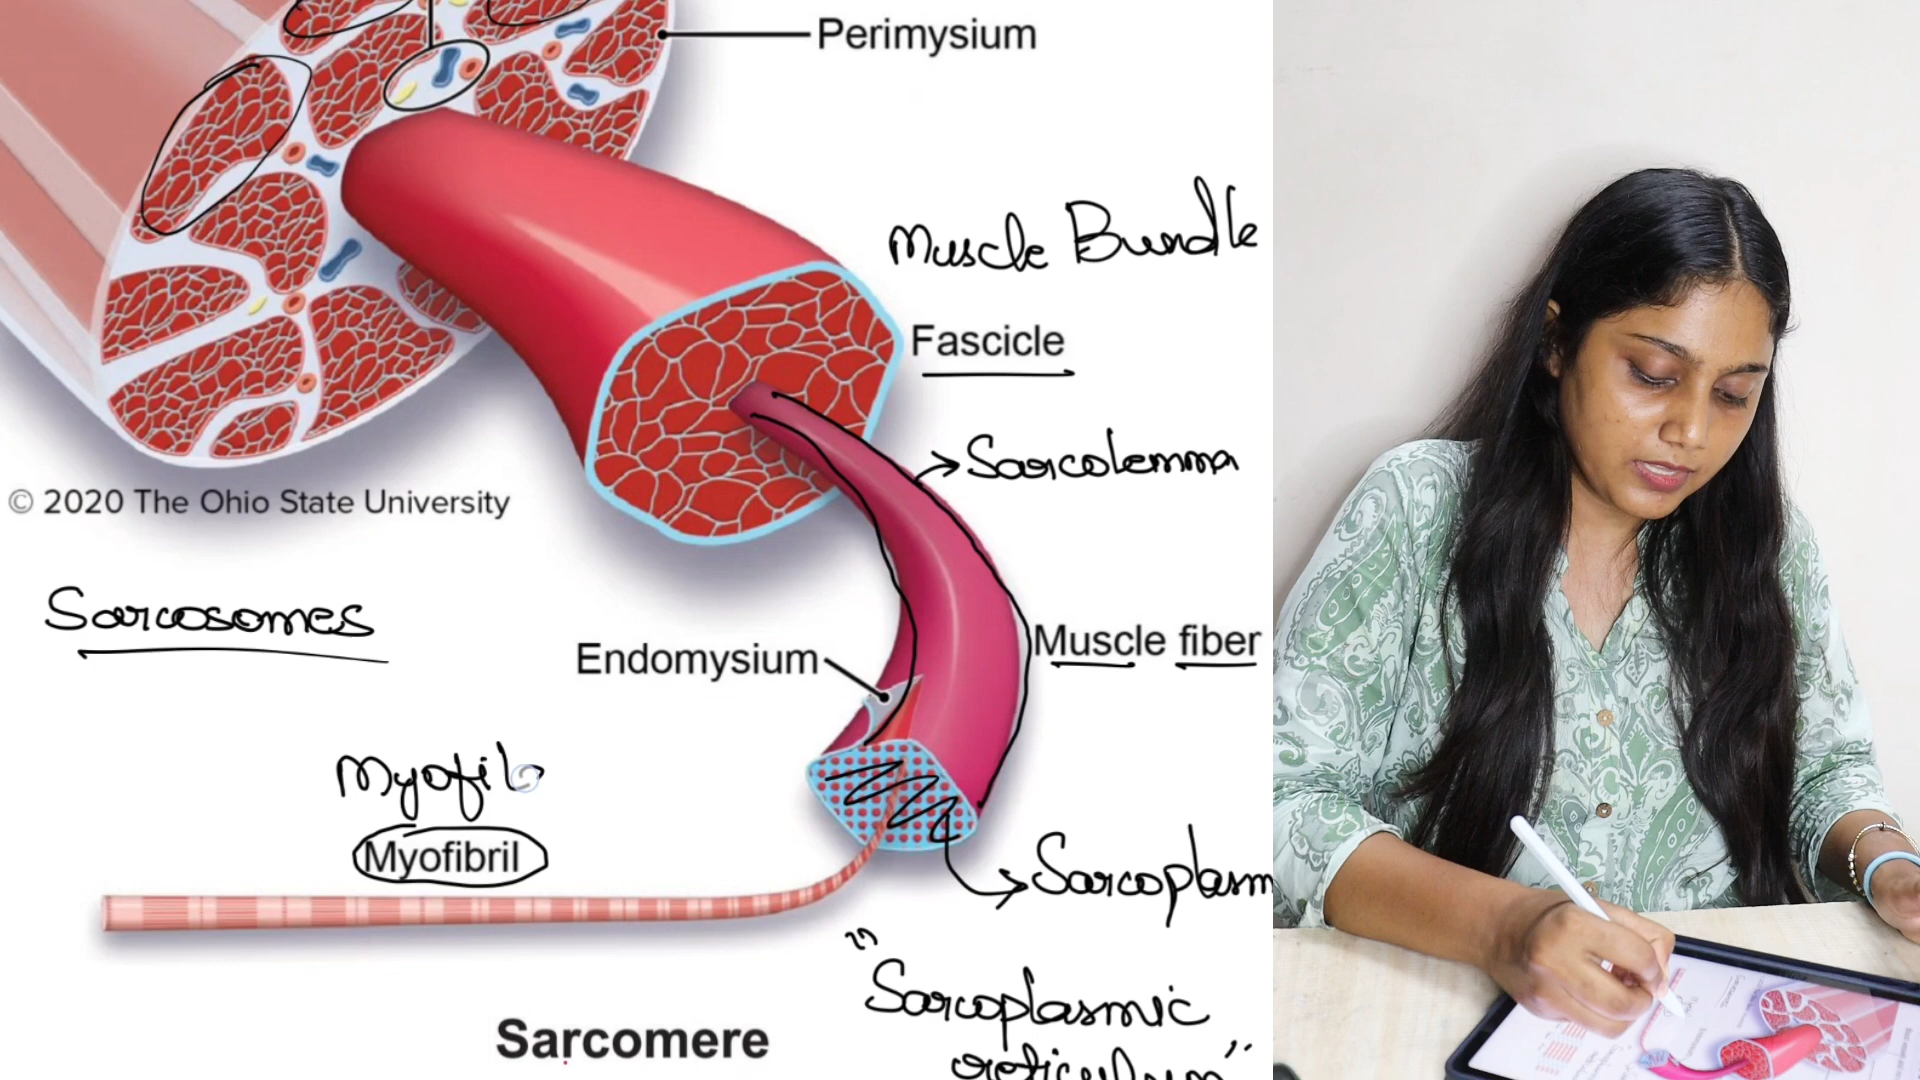 Perimysium
Muscle Bundle
Fascicle
Sarcolemma
© 2020 The Ohio State University
Sarcosomes
Muscle fiber
Endomysium
Myofib
Myofibril
Sarcoplasm
"Sarcoplasmic
reticulum"
Sarcomere